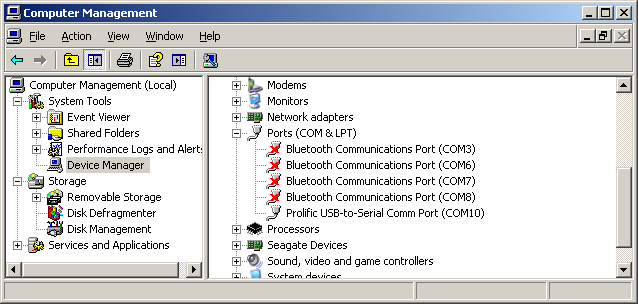 Computer Management
File Action View Window Help
Computer Management (Local)
System Tools
Event Viewer
Shared Folders
Performance Logs and Alerts
Device Manager
Storage
Removable Storage
Disk Defragmenter
Disk Management
Services and Applications
Modems
Monitors
Network adapters
Ports (COM & LPT)
Bluetooth Communications Port (COM3)
Bluetooth Communications Port (COM6)
Bluetooth Communications Port (COM7)
Bluetooth Communications Port (COM8)
Prolific USB-to-Serial Comm Port (COM10)
Processors
Seagate Devices
Sound, video and game controllers
System devices